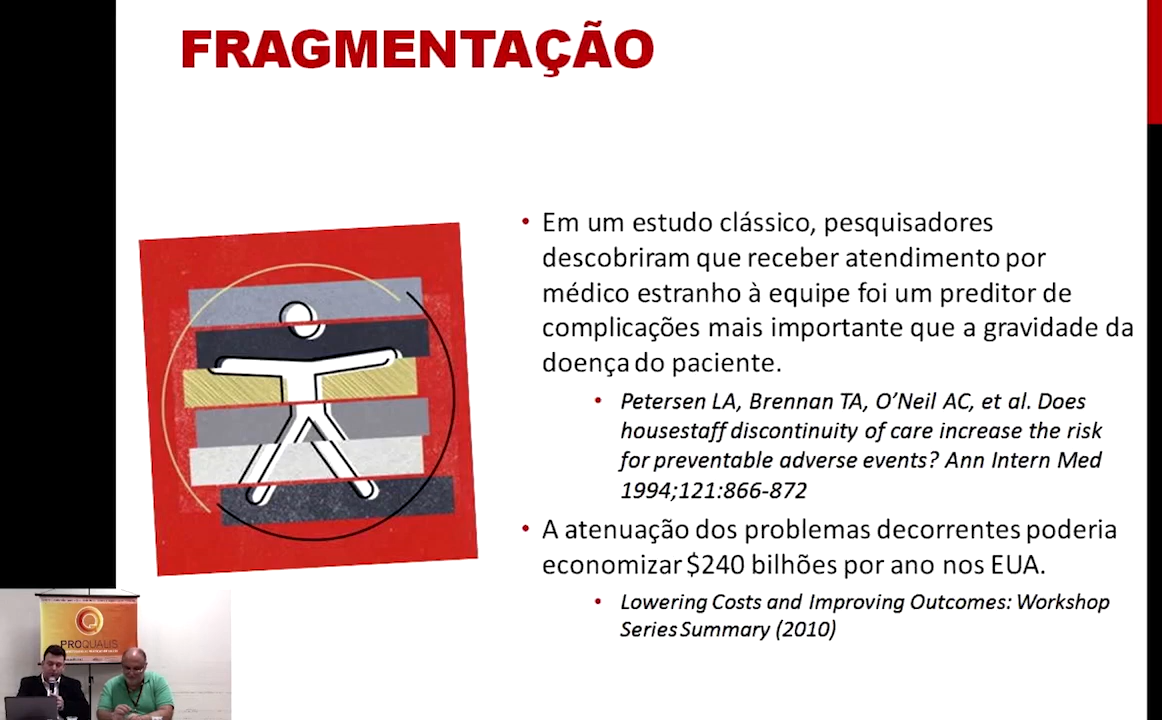 FRAGMENTAÇÃO
• Em um estudo clássico, pesquisadores
descobriram que receber atendimento por
médico estranho à equipe foi um preditor de
complicações mais importante que a gravidade da
doença do paciente.
• Petersen LA, Brennan TA, O’Neil AC, et al. Does
housestaff discontinuity of care increase the risk
for preventable adverse events? Ann Intern Med
1994;121:866-872
• A atenuação dos problemas decorrentes poderia
economizar $240 bilhões por ano nos EUA.
• Lowering Costs and Improving Outcomes: Workshop
Series Summary (2010)
PROQUALIS